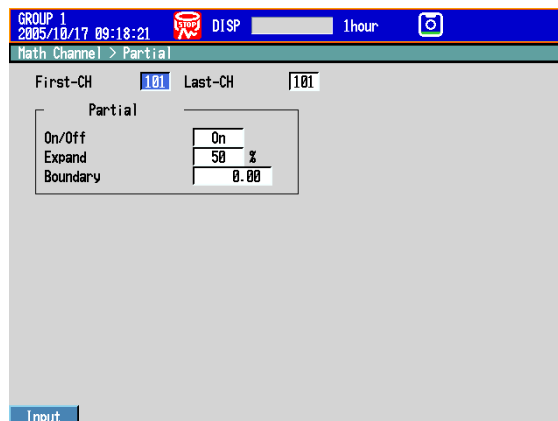 GROUP 1
2005/10/17 09:18:21 STOP DISP 1hour
Math Channel > Partial
First-CH 101 Last-CH 101
Partial
On/Off On
Expand 50 %
Boundary 0.00
Input